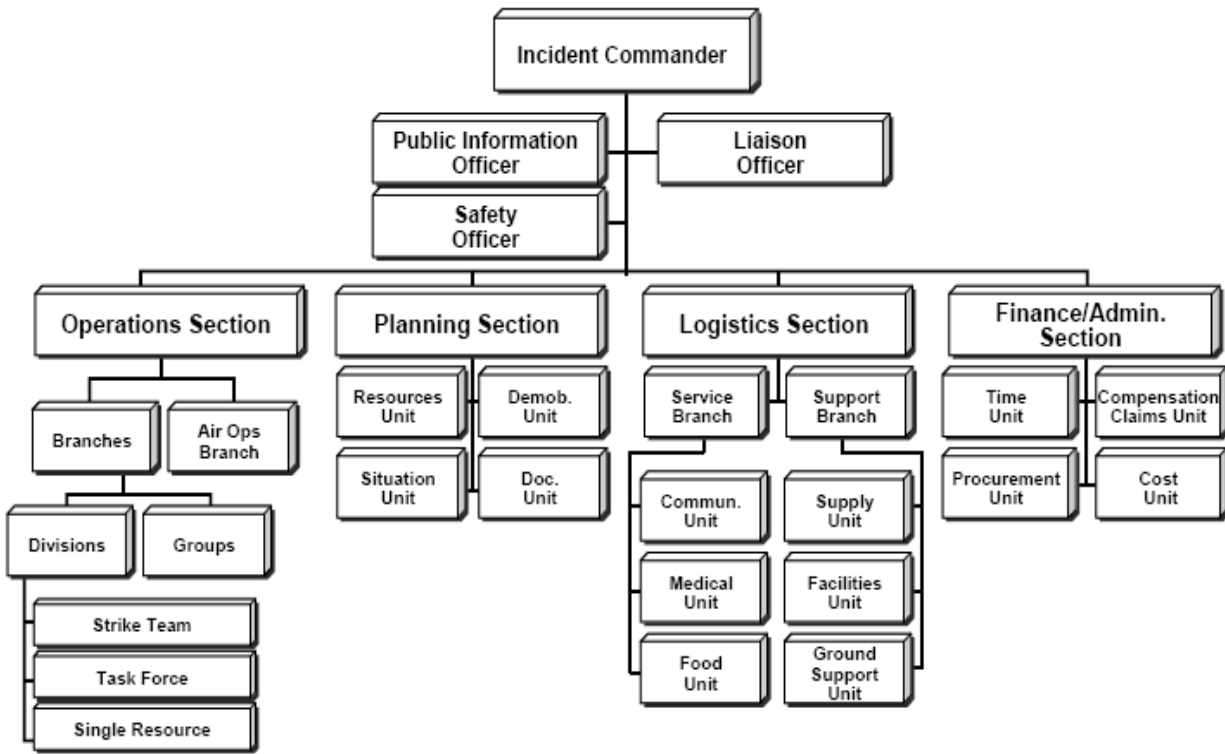 Incident Commander
Public Information
Officer
Liaison
Officer
Safety
Officer
Operations Section
Planning Section
Logistics Section
Finance/Admin.
Section
Branches
Air Ops
Branch
Divisions
Groups
Strike Team
Task Force
Single Resource
Resources
Unit
Demob.
Unit
Situation
Unit
Doc.
Unit
Service
Branch
Support
Branch
Commun.
Unit
Supply
Unit
Medical
Unit
Facilities
Unit
Food
Unit
Ground
Support
Unit
Time
Unit
Compensation
Claims Unit
Procurement
Unit
Cost
Unit